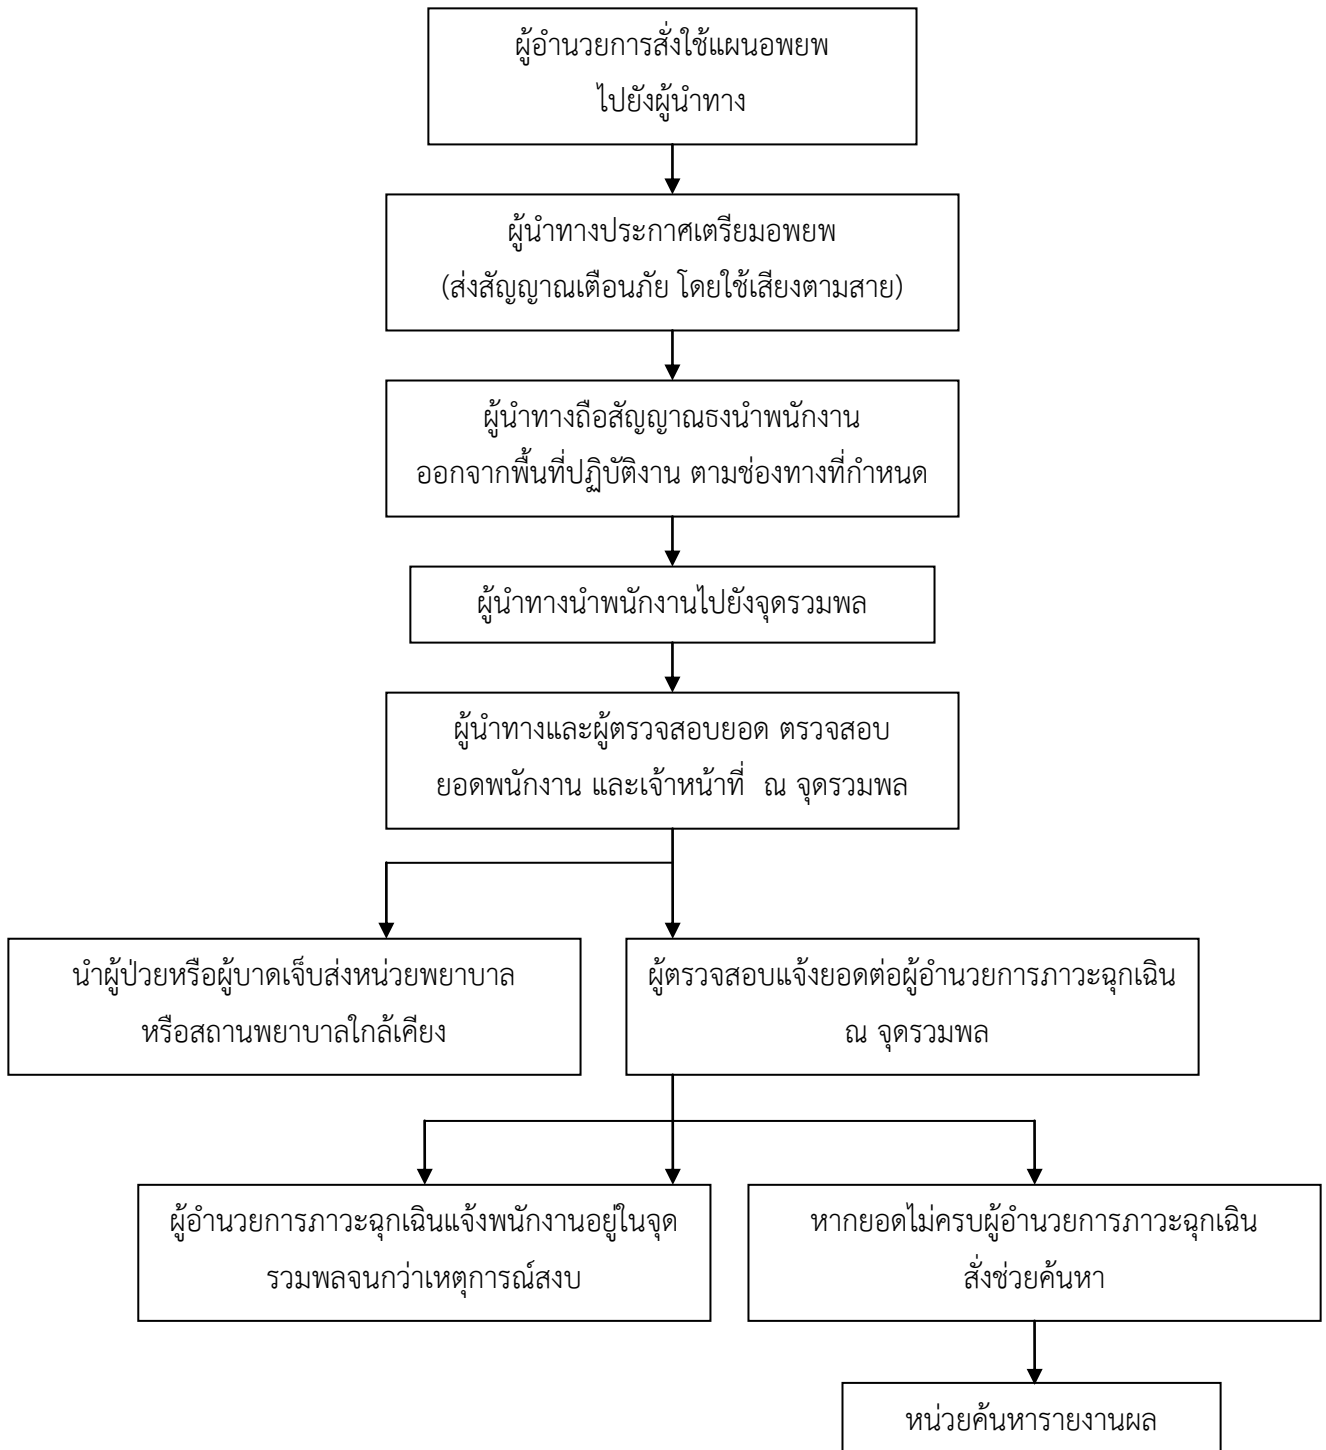 ผู้อำนวยการสั่งใช้แผนอพยพ
ไปยังผู้นำทาง
ผู้นำทางประกาศเตรียมอพยพ
(ส่งสัญญาณเตือนภัย โดยใช้เสียงตามสาย)
ผู้นำทางถือสัญญาณธงนำพนักงาน
ออกจากพื้นที่ปฏิบัติงาน ตามช่องทางที่กำหนด
ผู้นำทางนำพนักงานไปยังจุดรวมพล
ผู้นำทางและผู้ตรวจสอบยอด ตรวจสอบ
ยอดพนักงาน และเจ้าหน้าที่ ณ จุดรวมพล
นำผู้ป่วยหรือผู้บาดเจ็บส่งหน่วยพยาบาล
หรือสถานพยาบาลใกล้เคียง
ผู้ตรวจสอบแจ้งยอดต่อผู้อำนวยการภาวะฉุกเฉิน
ณ จุดรวมพล
ผู้อำนวยการภาวะฉุกเฉินแจ้งพนักงานอยู่ในจุด
รวมพลจนกว่าเหตุการณ์สงบ
หากยอดไม่ครบผู้อำนวยการภาวะฉุกเฉิน
สั่งช่วยค้นหา
หน่วยค้นหารายงานผล